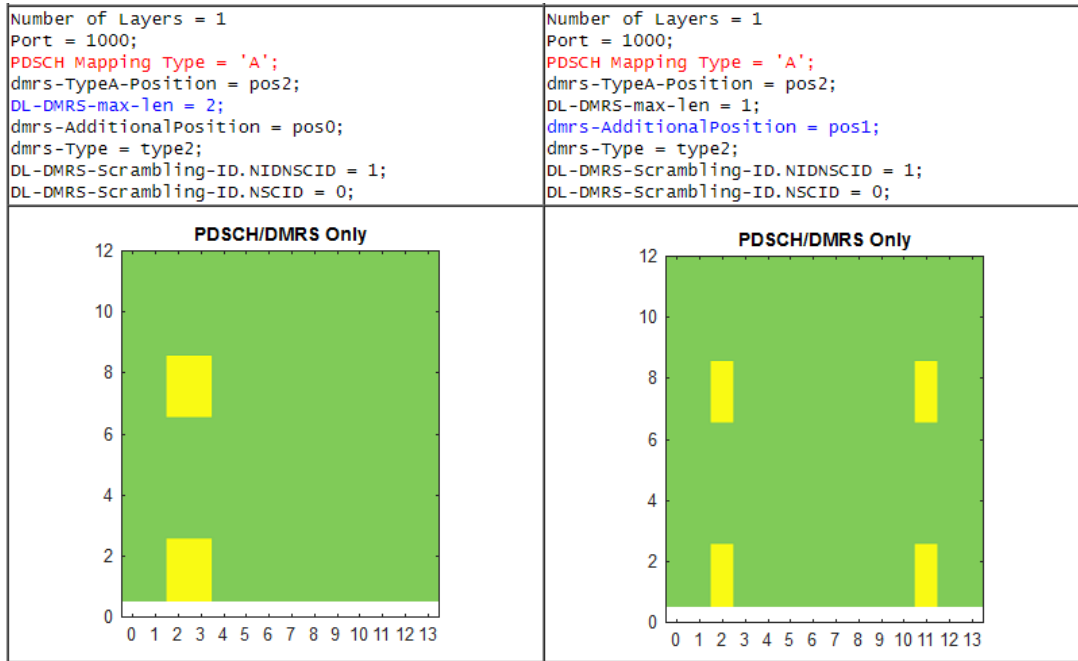 Number of Layers = 1
Port = 1000;
PDSCH Mapping Type = 'A';
dmrs-TypeA-Position = pos2;
DL-DMRS-max-len = 2;
dmrs-AdditionalPosition = pos0;
dmrs-Type = type2;
DL-DMRS-Scrambling-ID.NIDNSCID = 1;
DL-DMRS-Scrambling-ID.NSCID = 0;
Number of Layers = 1
Port = 1000;
PDSCH Mapping Type = 'A';
dmrs-TypeA-Position = pos2;
DL-DMRS-max-len = 1;
dmrs-AdditionalPosition = pos1;
dmrs-Type = type2;
DL-DMRS-Scrambling-ID.NIDNSCID = 1;
DL-DMRS-Scrambling-ID.NSCID = 0;
PDSCH/DMRS Only
12
10
8
6
4
2
0
0 1 2 3 4 5 6 7 8 9 10 11 12 13
PDSCH/DMRS Only
12
10
8
6
4
2
0
0 1 2 3 4 5 6 7 8 9 10 11 12 13